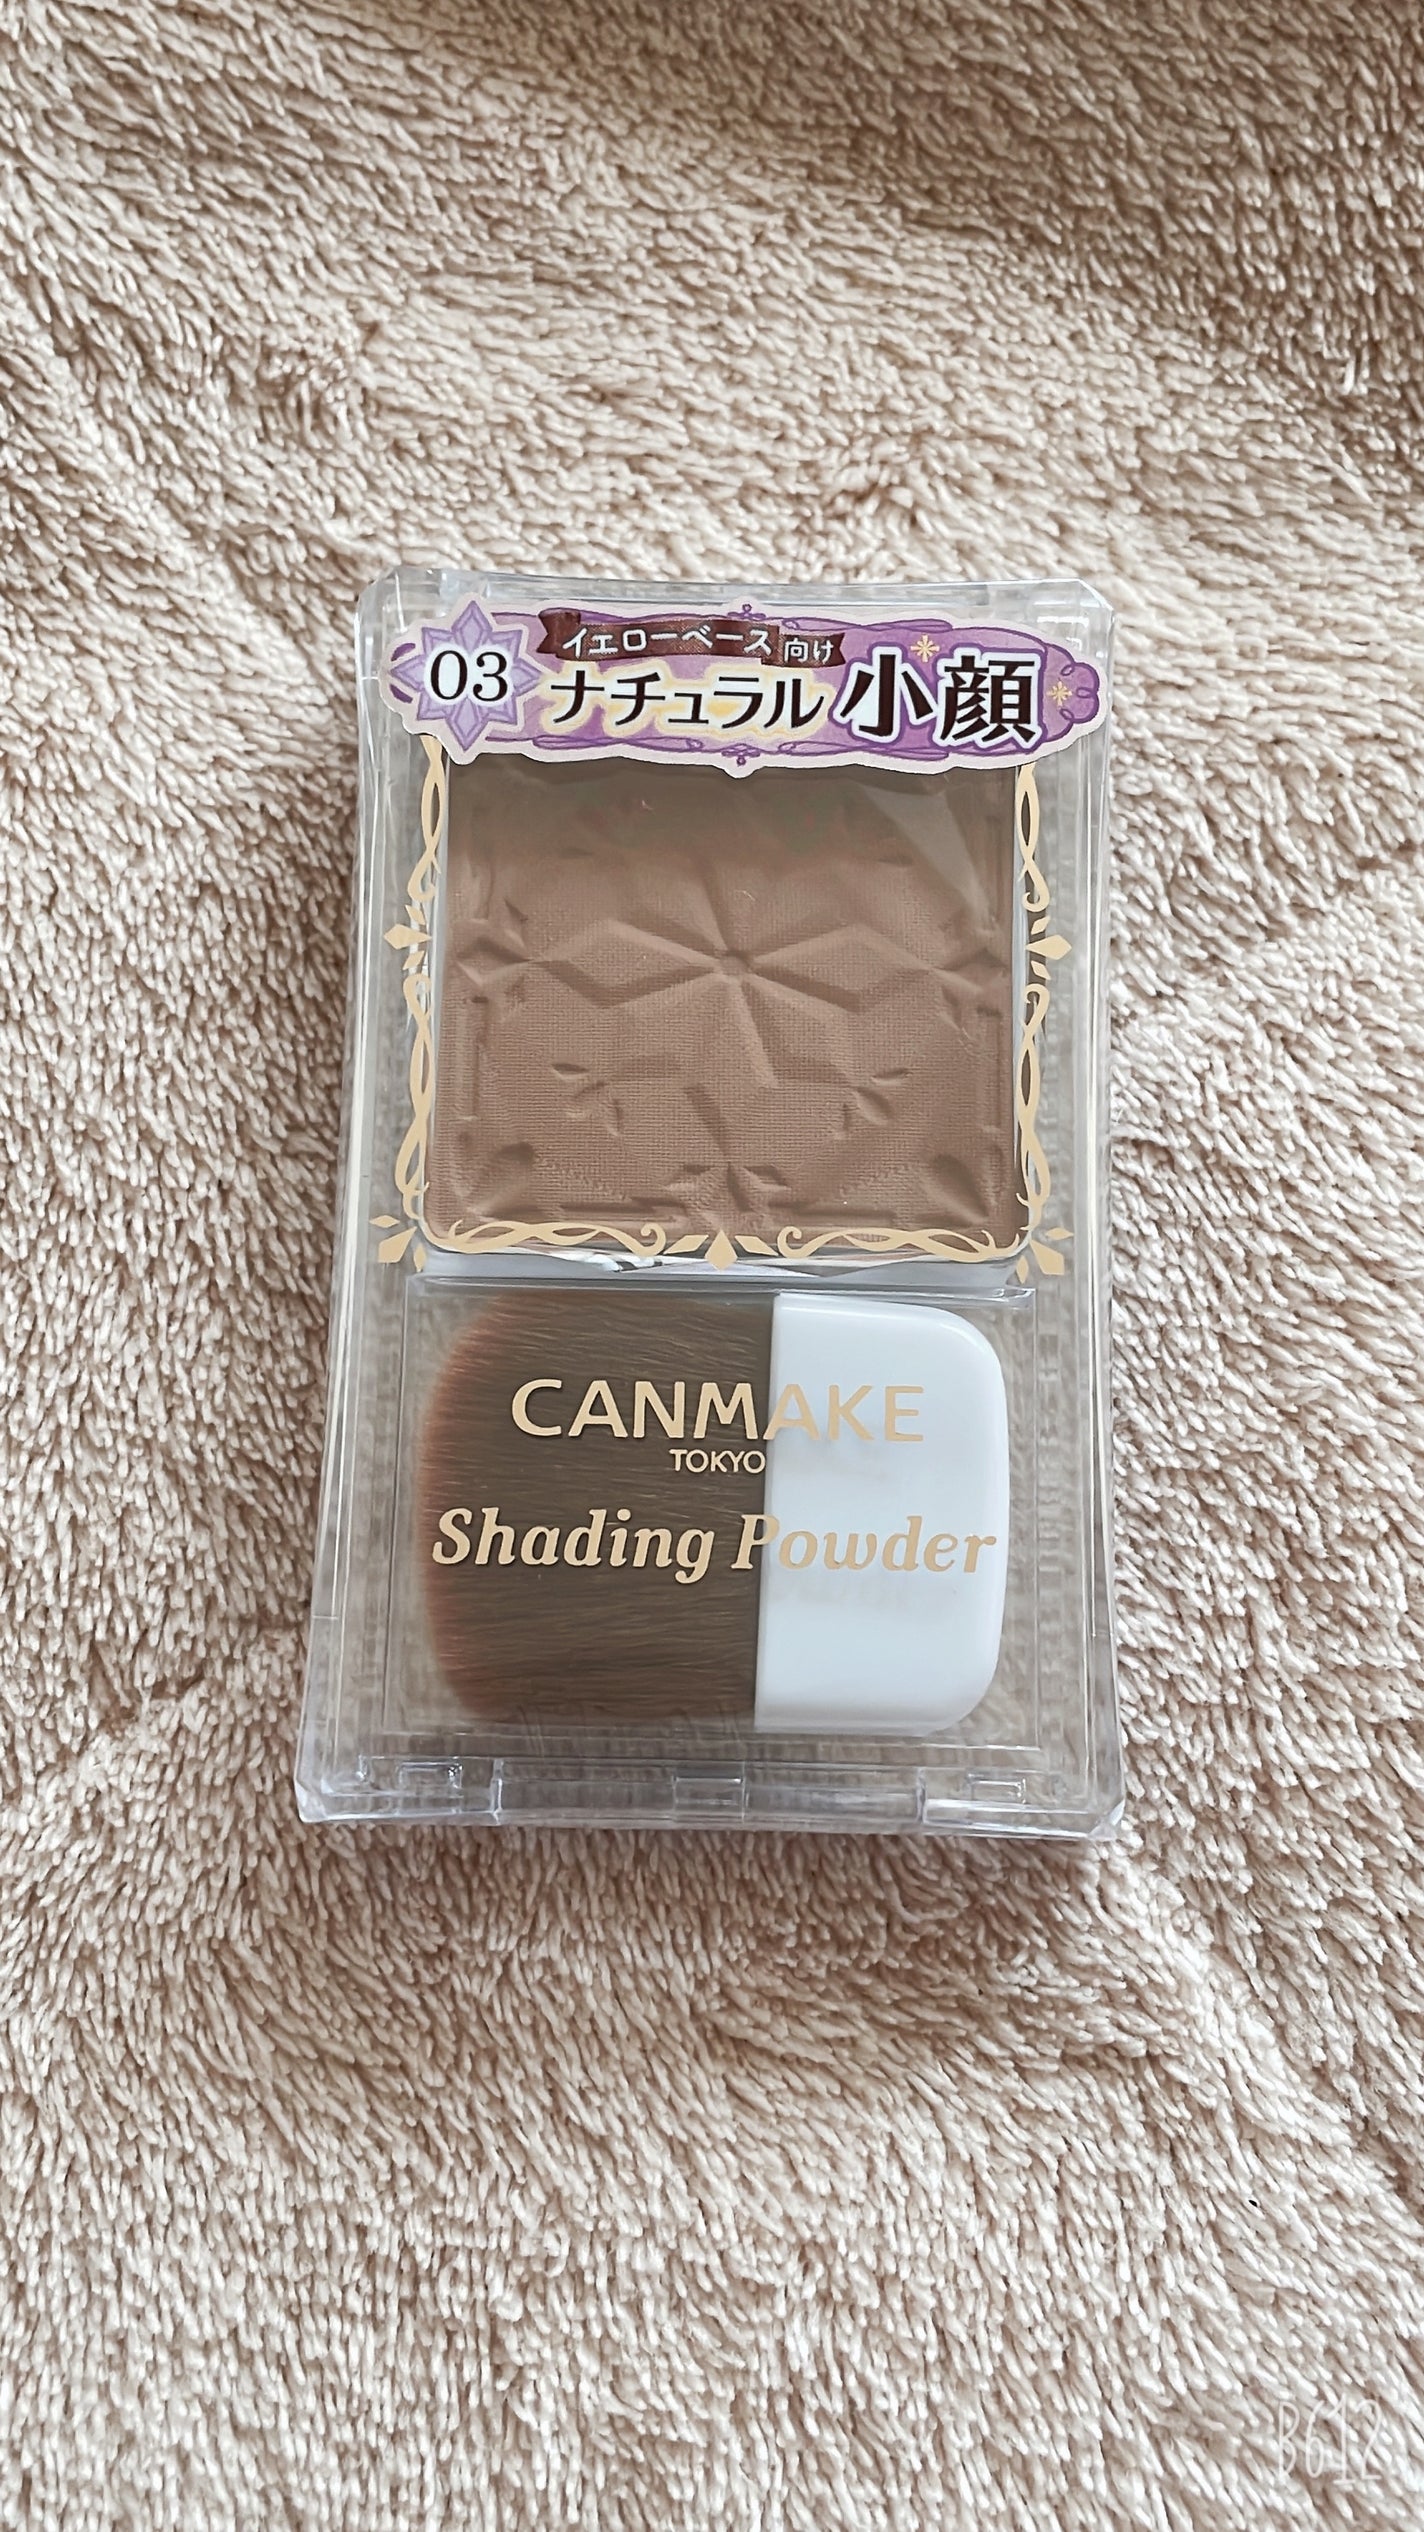 03
イエローベース向け
ナチュラル小顔
CANMAKE
TOKYO
Shading Powder
B612